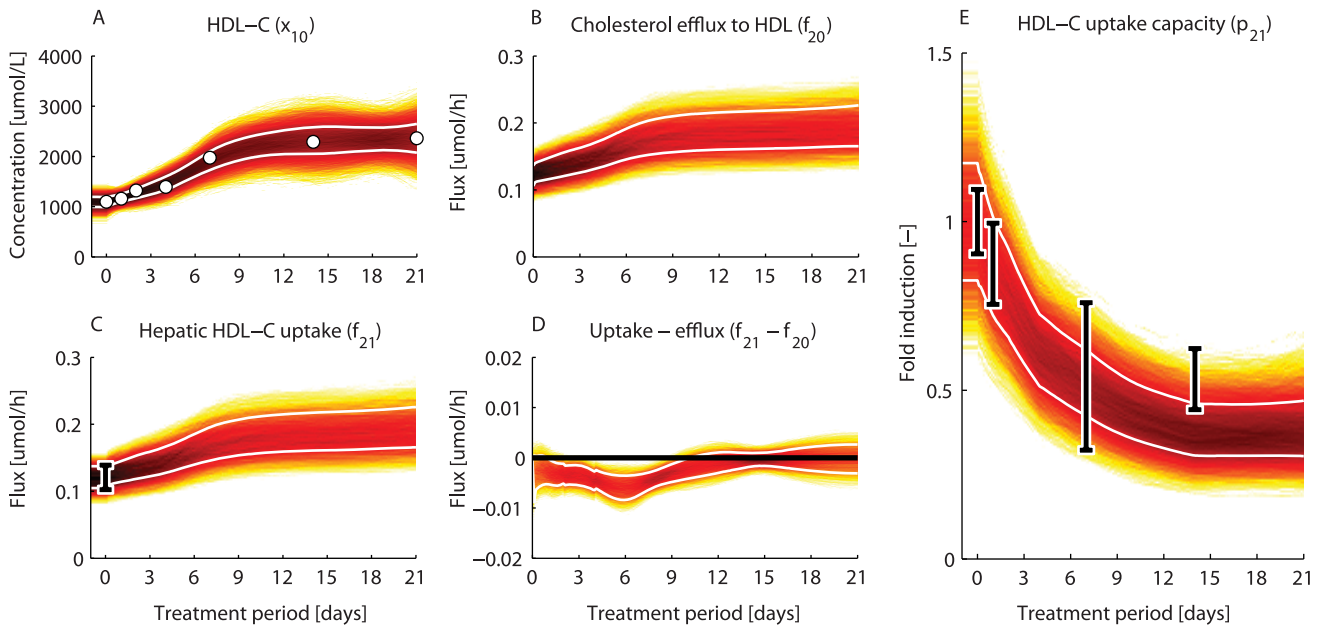 A
HDL−C (x10)
Concentration [umol/L]
4000
3000
2000
1000
0
0 3 6 9 12 15 18 21
B
Cholesterol efflux to HDL (f20)
Flux [umol/h]
0.3
0.2
0.1
0
0 3 6 9 12 15 18 21
C
Hepatic HDL−C uptake (f21)
Flux [umol/h]
0.3
0.2
0.1
0
0 3 6 9 12 15 18 21
Treatment period [days]
D
Uptake − efflux (f21 − f20)
Flux [umol/h]
0.02
0.01
0
−0.01
−0.02
0 3 6 9 12 15 18 21
Treatment period [days]
E
HDL−C uptake capacity (p21)
Fold induction [−]
1.5
1
0.5
0
0 3 6 9 12 15 18 21
Treatment period [days]